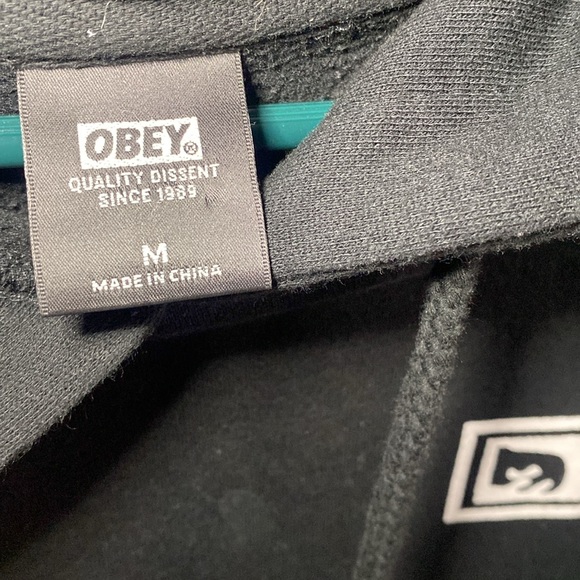 OBEY®
QUALITY DISSENT
SINCE 1989
M
MADE IN CHINA